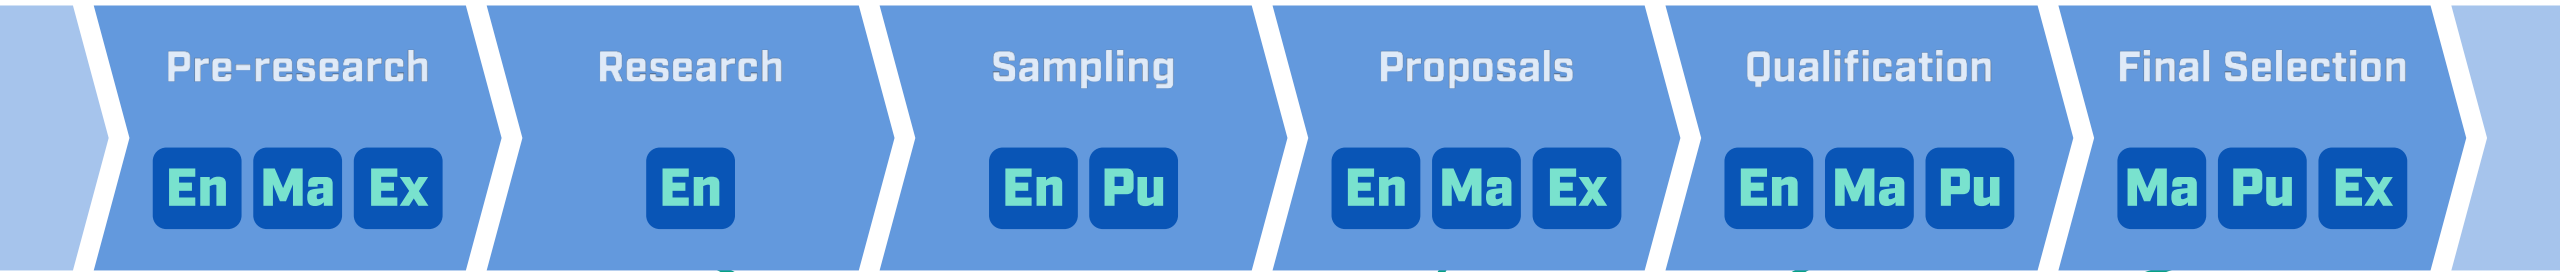 Pre-research
En Ma Ex
Research
En
Sampling
En Pu
Proposals
En Ma Ex
Qualification
En Ma Pu
Final Selection
Ma Pu Ex